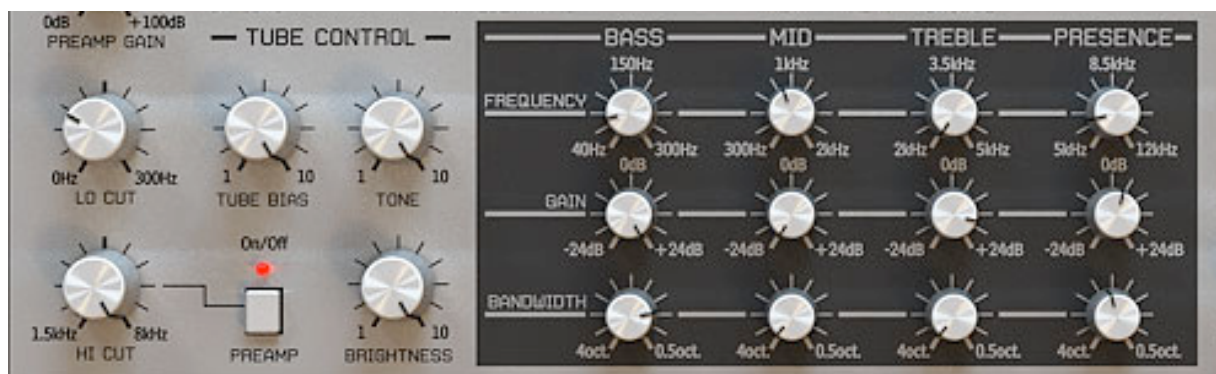 0dB +100dB
PREAMP GAIN
TUBE CONTROL
0Hz 300Hz
LO CUT
1 10
TUBE BIAS
1 10
TONE
1.5kHz 8kHz
HI CUT
On/Off
PREAMP
1 10
BRIGHTNESS
BASS MID TREBLE PRESENCE
150Hz 1kHz 3.5kHz 8.5kHz
FREQUENCY
40Hz 300Hz 300Hz 2kHz 2kHz 5kHz 5kHz 12kHz
0dB 0dB 0dB 0dB
GAIN
-24dB +24dB -24dB +24dB -24dB +24dB -24dB +24dB
BANDWIDTH
4oct. 0.5oct. 4oct. 0.5oct. 4oct. 0.5oct. 4oct. 0.5oct.